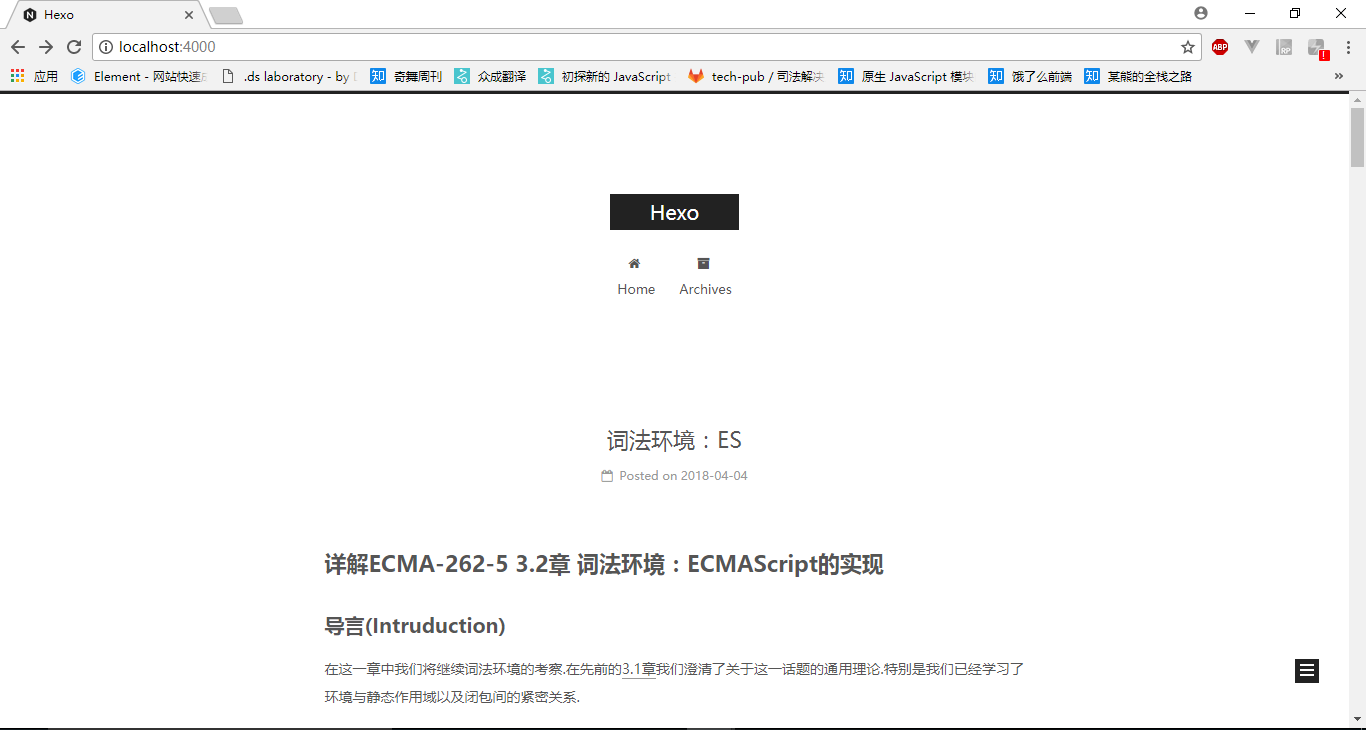 Hexo
localhost:4000
ABP
RP
应用
Element - 网站快速
.ds laboratory - by
知 奇舞周刊
众成翻译
初探新的 JavaScript
tech-pub / 司法解决
知 原生 JavaScript 模块
知 饿了么前端
知 某熊的全栈之路
Hexo
Home
Archives
词法环境：ES
Posted on 2018-04-04
详解ECMA-262-5 3.2章 词法环境：ECMAScript的实现
导言(Intruduction)
在这一章中我们将继续词法环境的考察.在先前的3.1章我们澄清了关于这一话题的通用理论.特别是我们已经学习了
环境与静态作用域以及闭包间的紧密关系.